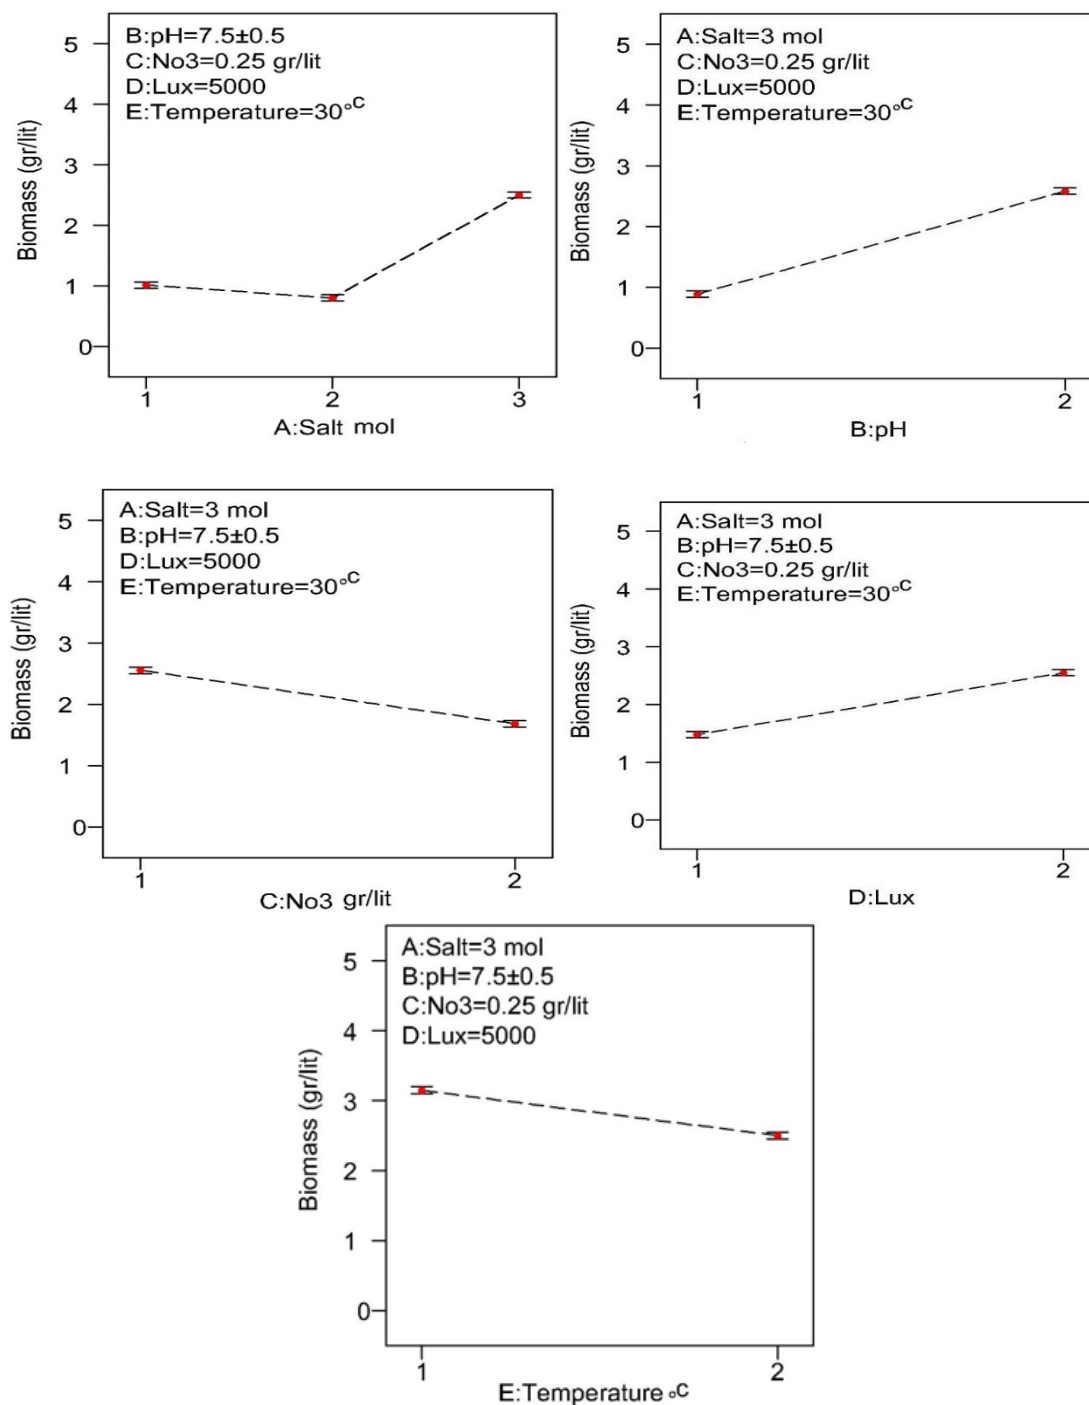 B:pH=7.5±0.5
C:No3=0.25 gr/lit
D:Lux=5000
E:Temperature=30°C
5
4
3
2
1
0
Biomass (gr/lit)
1 2 3
A:Salt mol
A:Salt=3 mol
C:No3=0.25 gr/lit
D:Lux=5000
E:Temperature=30°C
5
4
3
2
1
0
Biomass (gr/lit)
1 2
B:pH
A:Salt=3 mol
B:pH=7.5±0.5
D:Lux=5000
E:Temperature=30°C
5
4
3
2
1
0
Biomass (gr/lit)
1 2
C:No3 gr/lit
A:Salt=3 mol
B:pH=7.5±0.5
C:No3=0.25 gr/lit
E:Temperature=30°C
5
4
3
2
1
0
Biomass (gr/lit)
1 2
D:Lux
A:Salt=3 mol
B:pH=7.5±0.5
C:No3=0.25 gr/lit
D:Lux=5000
5
4
3
2
1
0
Biomass (gr/lit)
1 2
E:Temperature °C